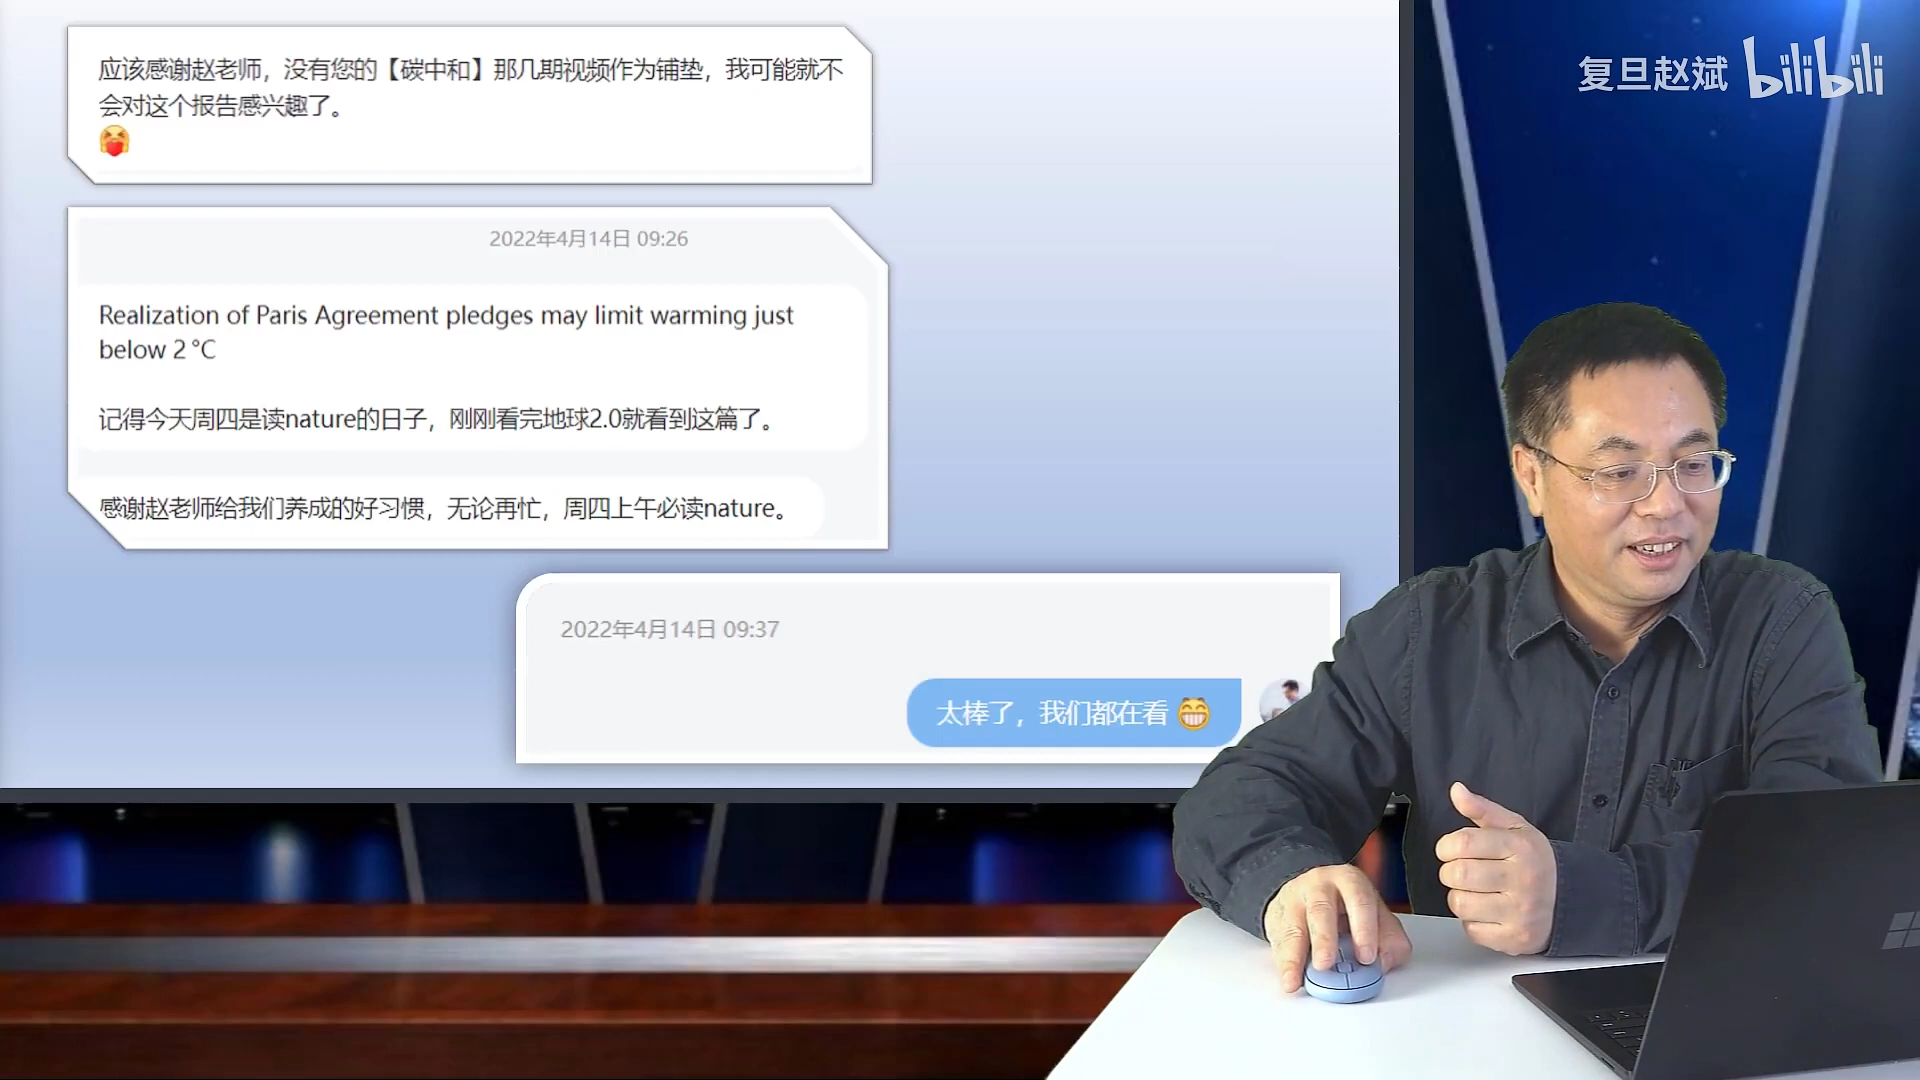 应该感谢赵老师，没有您的【碳中和】那几期视频作为铺垫，我可能就不
会对这个报告感兴趣了。
2022年4月14日 09:26
Realization of Paris Agreement pledges may limit warming just
below 2 °C
记得今天周四是读nature的日子，刚刚看完地球2.0就看到这篇了。
感谢赵老师给我们养成的好习惯，无论再忙，周四上午必读nature。
2022年4月14日 09:37
太棒了，我们都在看
复旦赵斌 bilibili